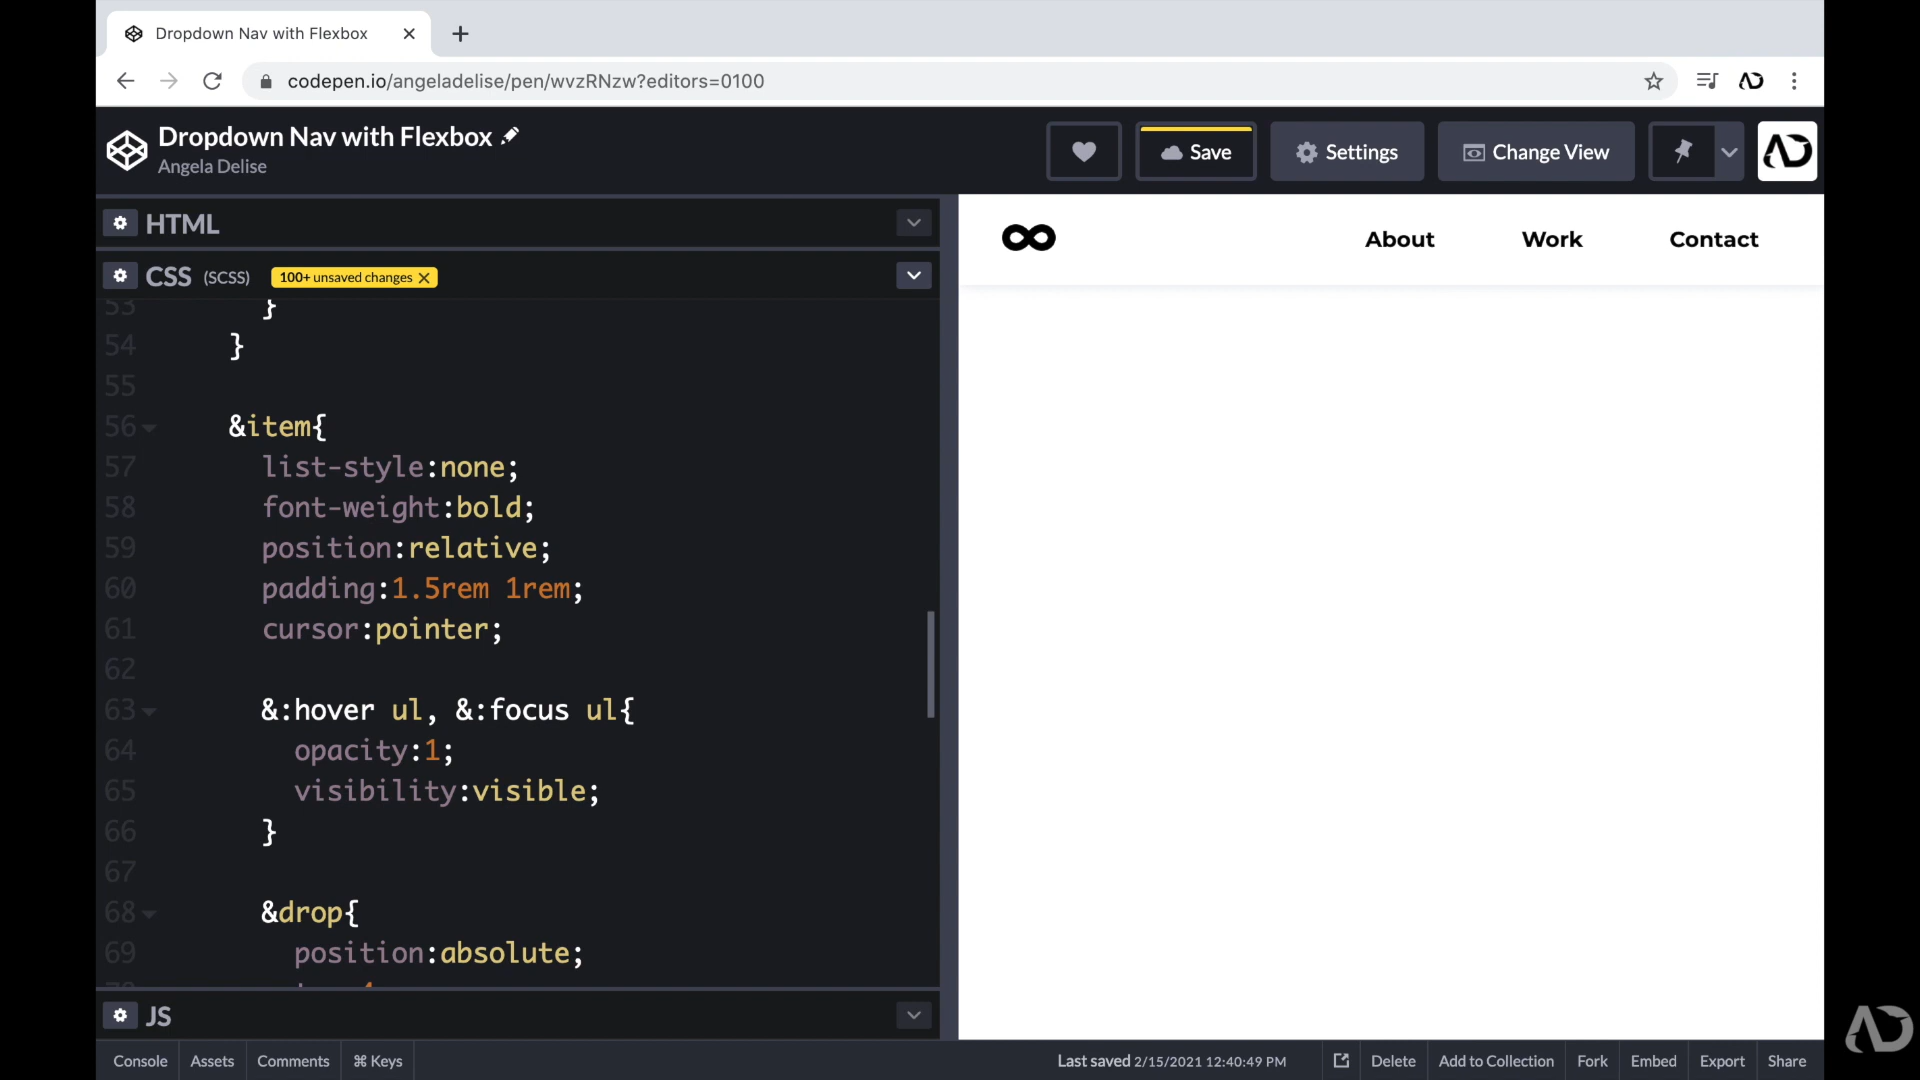 Dropdown Nav with Flexbox
codepen.io/angeladelise/pen/wvzRNzw?editors=0100
Dropdown Nav with Flexbox
Angela Delise
Save
Settings
Change View
HTML
About Work Contact
CSS (SCSS) 100+ unsaved changes
53 }
54 }
55
56 &item{
57 list-style:none;
58 font-weight:bold;
59 position:relative;
60 padding:1.5rem 1rem;
61 cursor:pointer;
62
63 &:hover ul, &:focus ul{
64 opacity:1;
65 visibility:visible;
66 }
67
68 &drop{
69 position:absolute;
JS
Console Assets Comments ⌘ Keys Last saved 2/15/2021 12:40:49 PM Delete Add to Collection Fork Embed Export Share